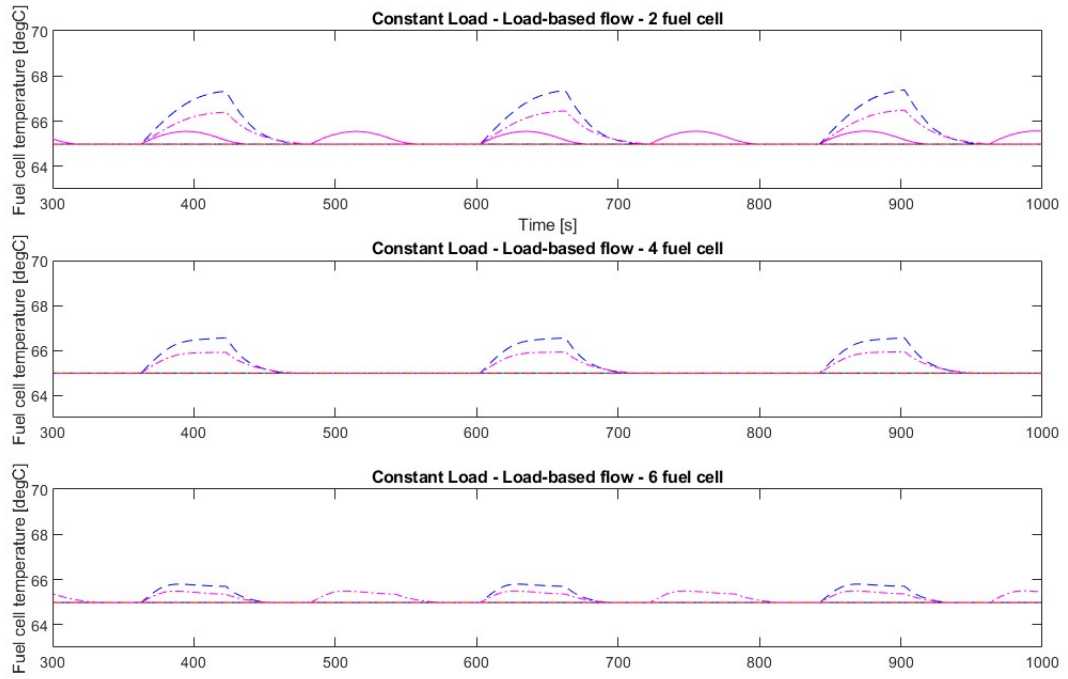 Constant Load - Load-based flow - 2 fuel cell
Fuel cell temperature [degC]
70
68
66
64
300 400 500 600 700 800 900 1000
Time [s]
Constant Load - Load-based flow - 4 fuel cell
Fuel cell temperature [degC]
70
68
66
64
300 400 500 600 700 800 900 1000
Constant Load - Load-based flow - 6 fuel cell
Fuel cell temperature [degC]
70
68
66
64
300 400 500 600 700 800 900 1000